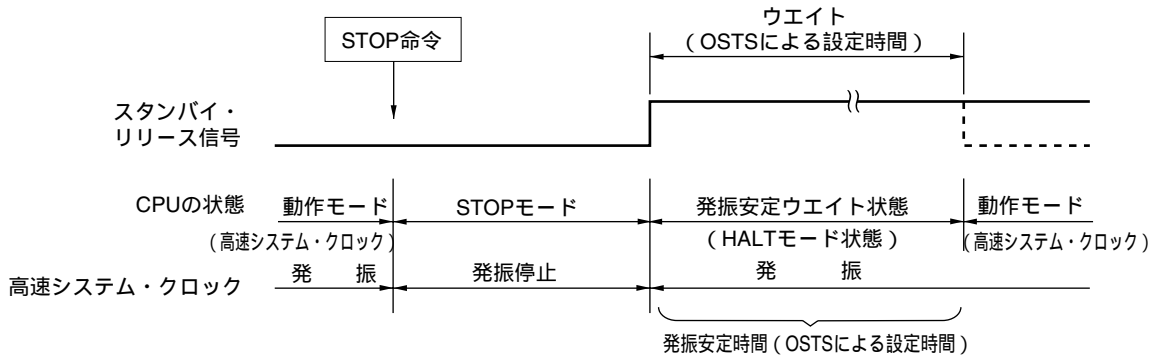 ウエイト
(OSTSによる設定時間)
STOP命令
スタンバイ・
リリース信号
CPUの状態
動作モード
STOPモード
発振安定ウエイト状態
動作モード
(高速システム・クロック)
(HALTモード状態)
(高速システム・クロック)
高速システム・クロック
発 振
発振停止
発 振
発振安定時間(OSTSによる設定時間)